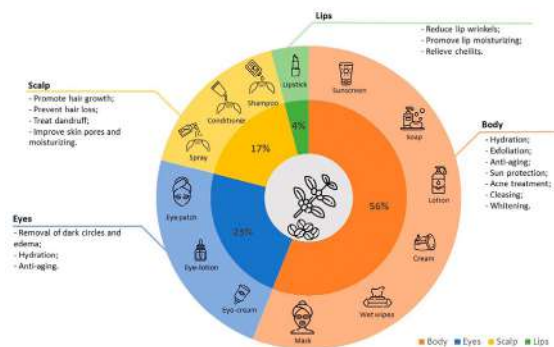 Lips
- Reduce lip wrinkels;
- Promote lip moisturizing;
- Relieve cheilits.
Scalp
- Promote hair growth;
- Prevent hair loss;
- Treat dandruff;
- Improve skin pores and
moisturizing.
Body
- Hydration;
- Exfoliation;
- Anti-aging;
- Sun protection;
- Acne treatment;
- Cleasing;
- Whitening.
Eyes
- Removal of dark circles and
edema;
- Hydration;
- Anti-aging.
Lipstick
Sunscreen
Soap
Lotion
Cream
Wet wipes
Mask
Eye-cream
Eye-lotion
Eye patch
Spray
Conditioner
Shampoo
4%
56%
23%
17%
Body Eyes Scalp Lips